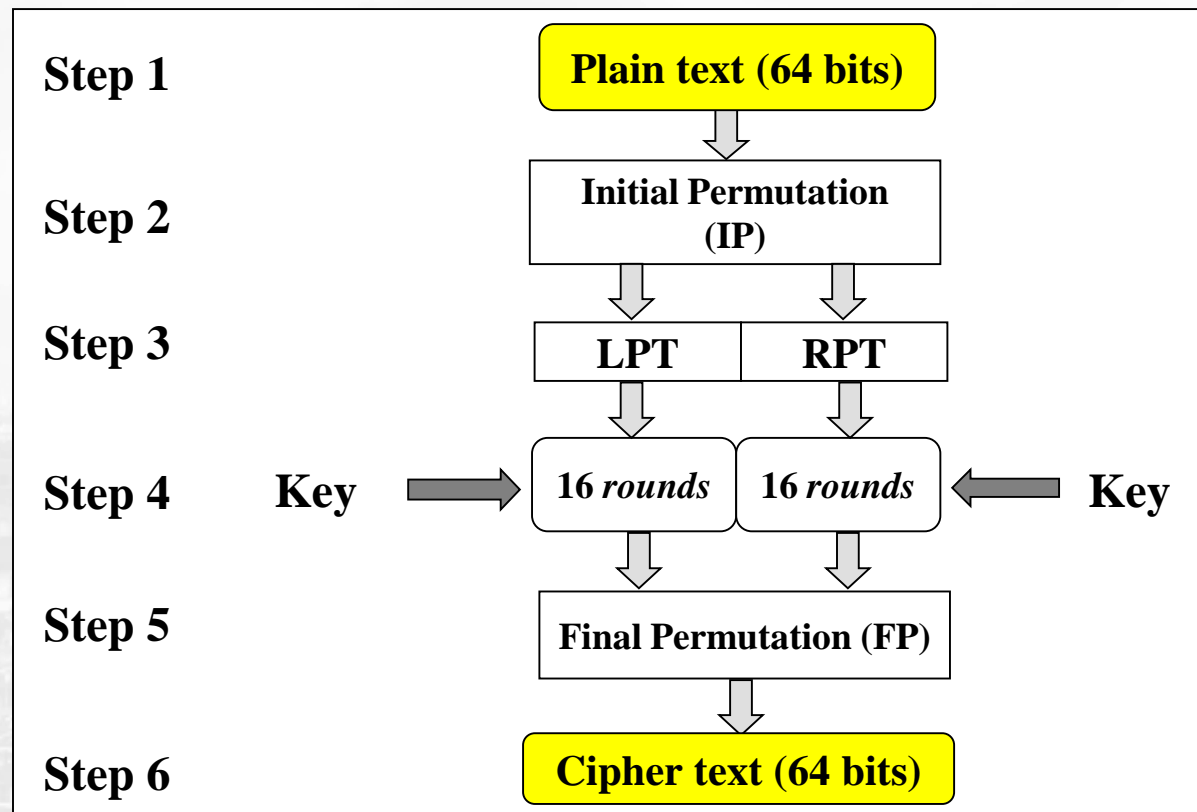 Step 1
Plain text (64 bits)
Step 2
Initial Permutation
(IP)
Step 3
LPT
RPT
Step 4
Key
16 rounds
16 rounds
Key
Step 5
Final Permutation (FP)
Step 6
Cipher text (64 bits)